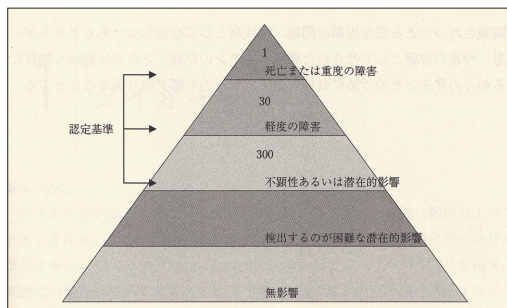 1
死亡または重度の障害
30
軽度の障害
認定基準
300
不顕性あるいは潜在的影響
検出するのが困難な潜在的影響
無影響